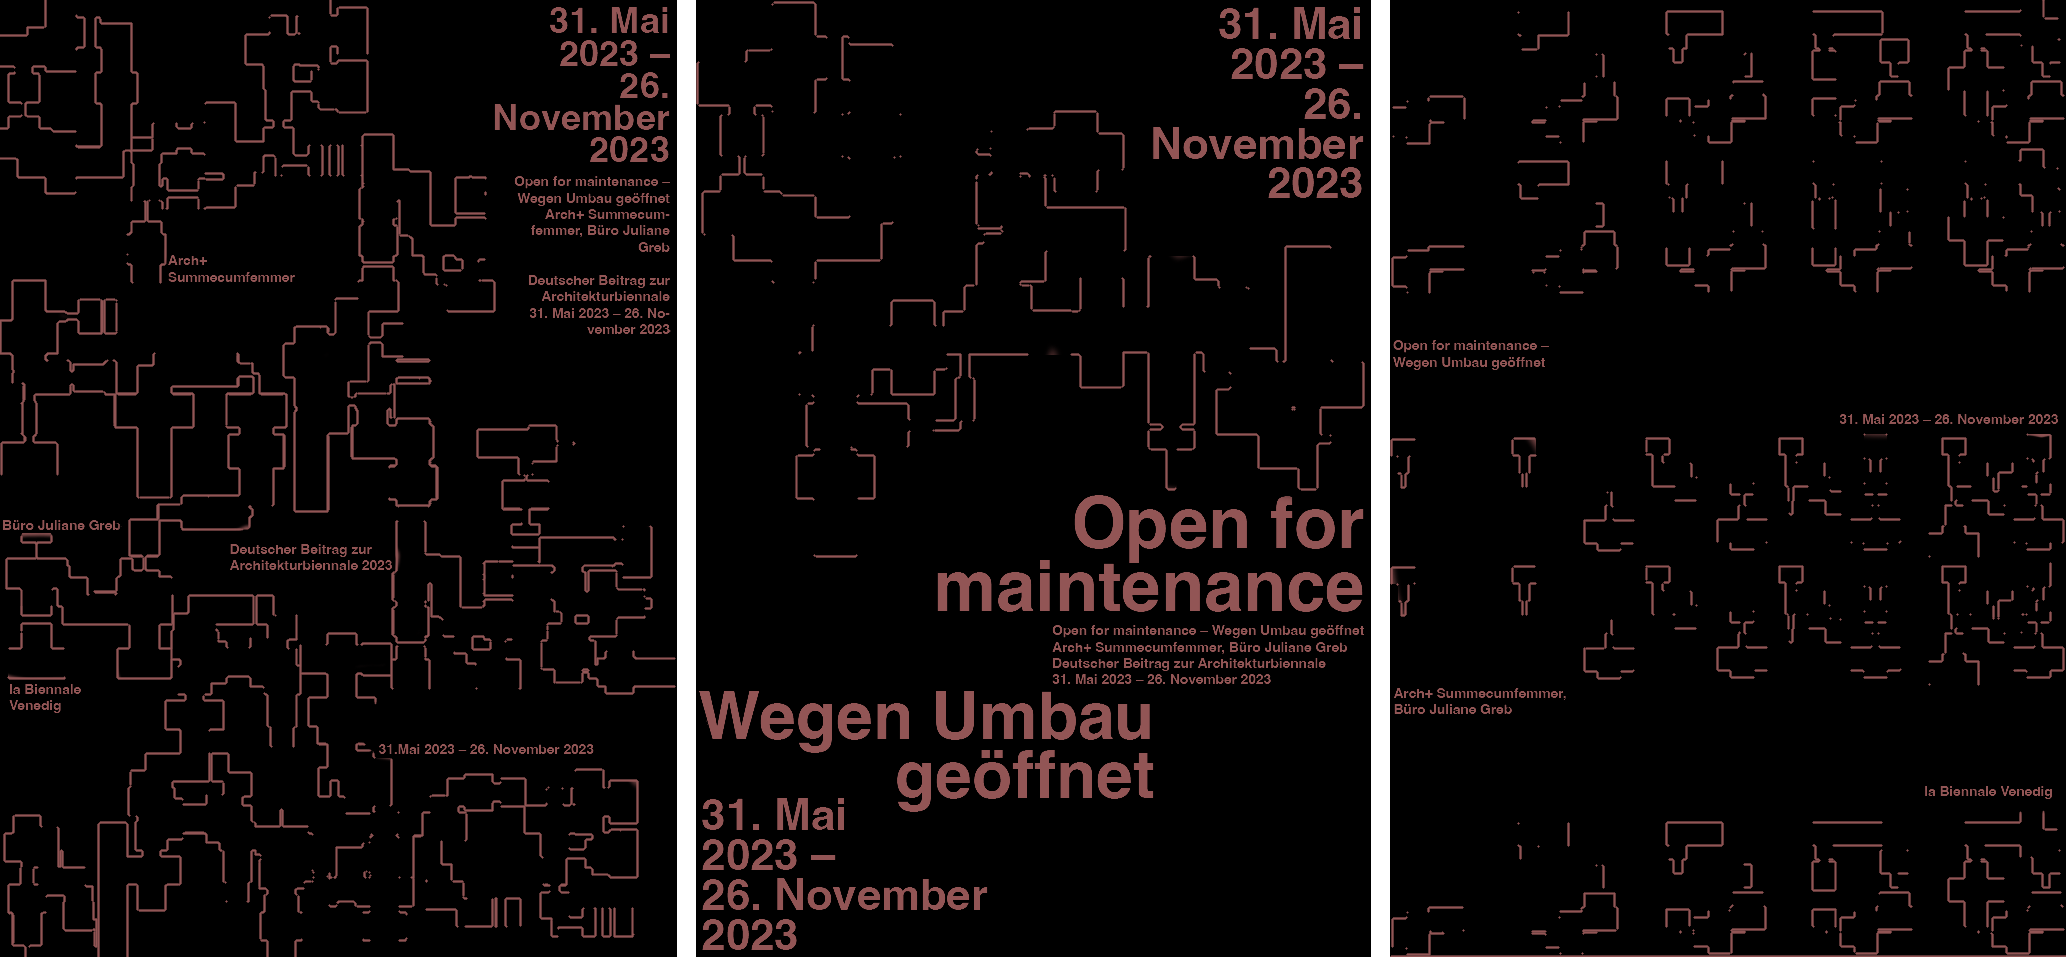 31. Mai
2023 –
26.
November
2023
Open for maintenance –
Wegen Umbau geöffnet
Arch+ Summecum-
femmer, Büro Juliane
Greb
Deutscher Beitrag zur
Architekturbiennale
31. Mai 2023 – 26. No-
vember 2023
Arch+
Summecumfemmer
Büro Juliane Greb
Deutscher Beitrag zur
Architekturbiennale 2023
la Biennale
Venedig
31.Mai 2023 – 26. November 2023
31. Mai
2023 –
26.
November
2023
Open for
maintenance
Open for maintenance – Wegen Umbau geöffnet
Arch+ Summecumfemmer, Büro Juliane Greb
Deutscher Beitrag zur Architekturbiennale
31. Mai 2023 – 26. November 2023
Wegen Umbau
geöffnet
31. Mai
2023 –
26. November
2023
Open for maintenance –
Wegen Umbau geöffnet
31. Mai 2023 – 26. November 2023
Arch+ Summecumfemmer,
Büro Juliane Greb
la Biennale Venedig